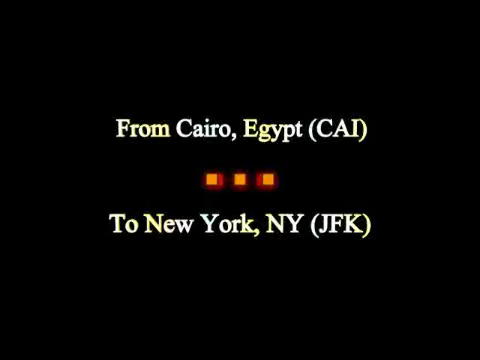 From Cairo, Egypt (CAI)
To New York, NY (JFK)